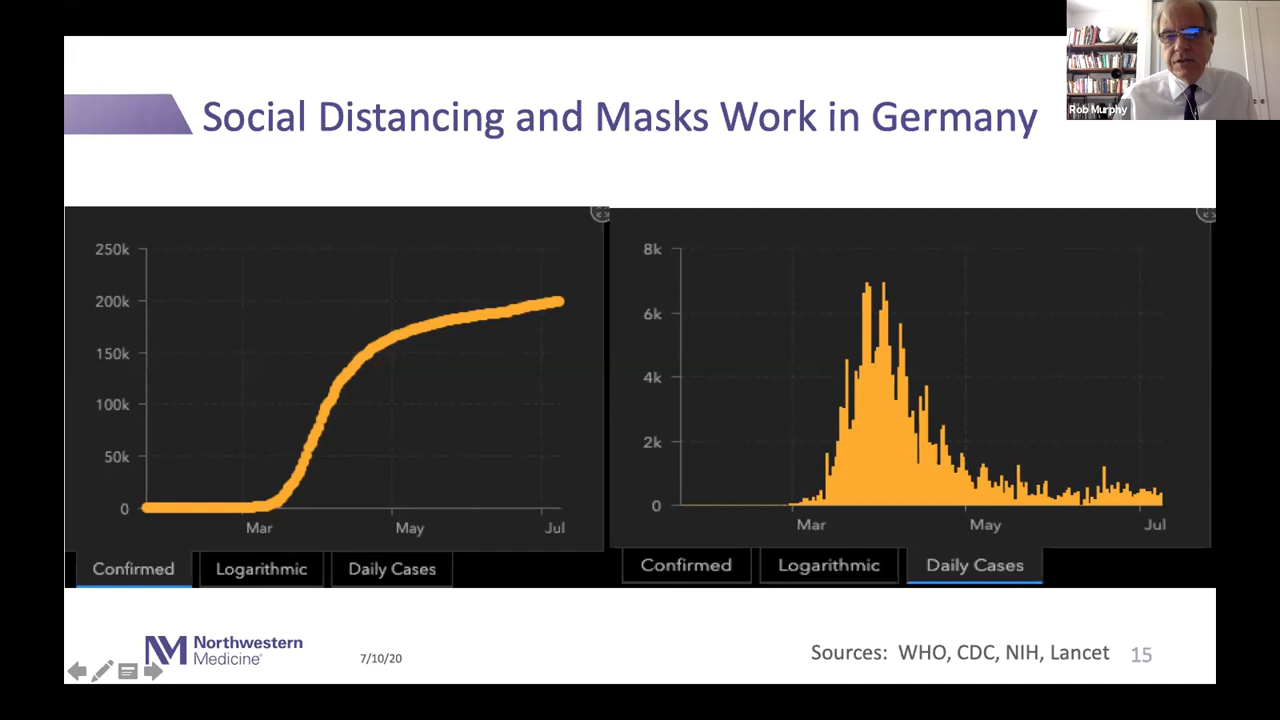 Rob Murphy
Social Distancing and Masks Work in Germany
250k
200k
150k
100k
50k
0
Mar May Jul
Confirmed Logarithmic Daily Cases
8k
6k
4k
2k
0
Mar May Jul
Confirmed Logarithmic Daily Cases
NM Northwestern
Medicine®
7/10/20
Sources: WHO, CDC, NIH, Lancet 15